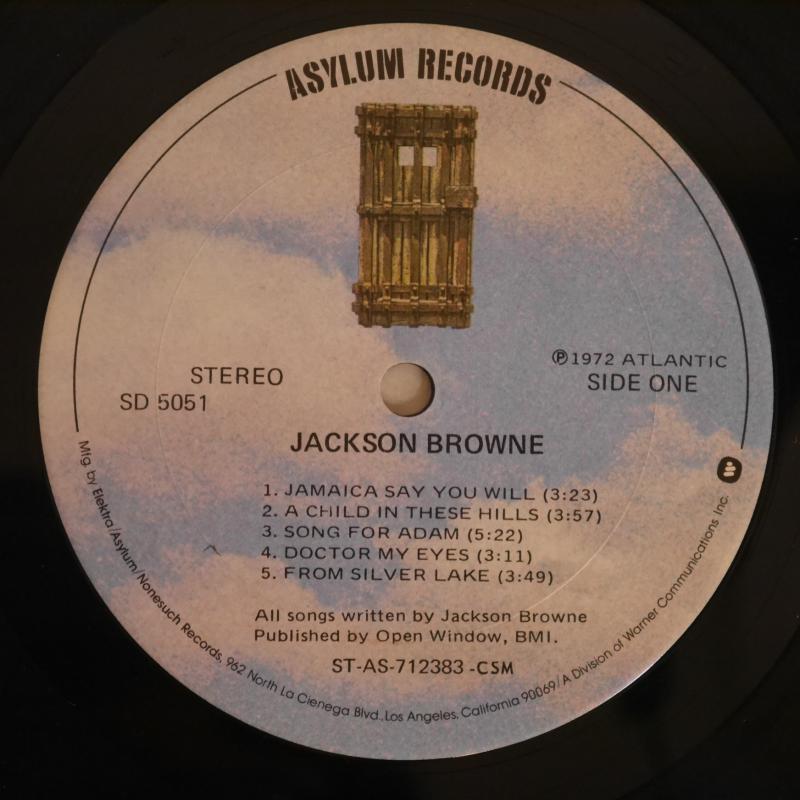 ASYLUM RECORDS
STEREO
SD 5051
Ⓟ1972 ATLANTIC
SIDE ONE
JACKSON BROWNE
1. JAMAICA SAY YOU WILL (3:23)
2. A CHILD IN THESE HILLS (3:57)
3. SONG FOR ADAM (5:22)
4. DOCTOR MY EYES (3:11)
5. FROM SILVER LAKE (3:49)
All songs written by Jackson Browne
Published by Open Window, BMI.
ST-AS-712383-CSM
Mfg. by Elektra/Asylum/Nonesuch Records, 962 North La Cienega Blvd., Los Angeles, California 90069/A Division of Warner Communications Inc.